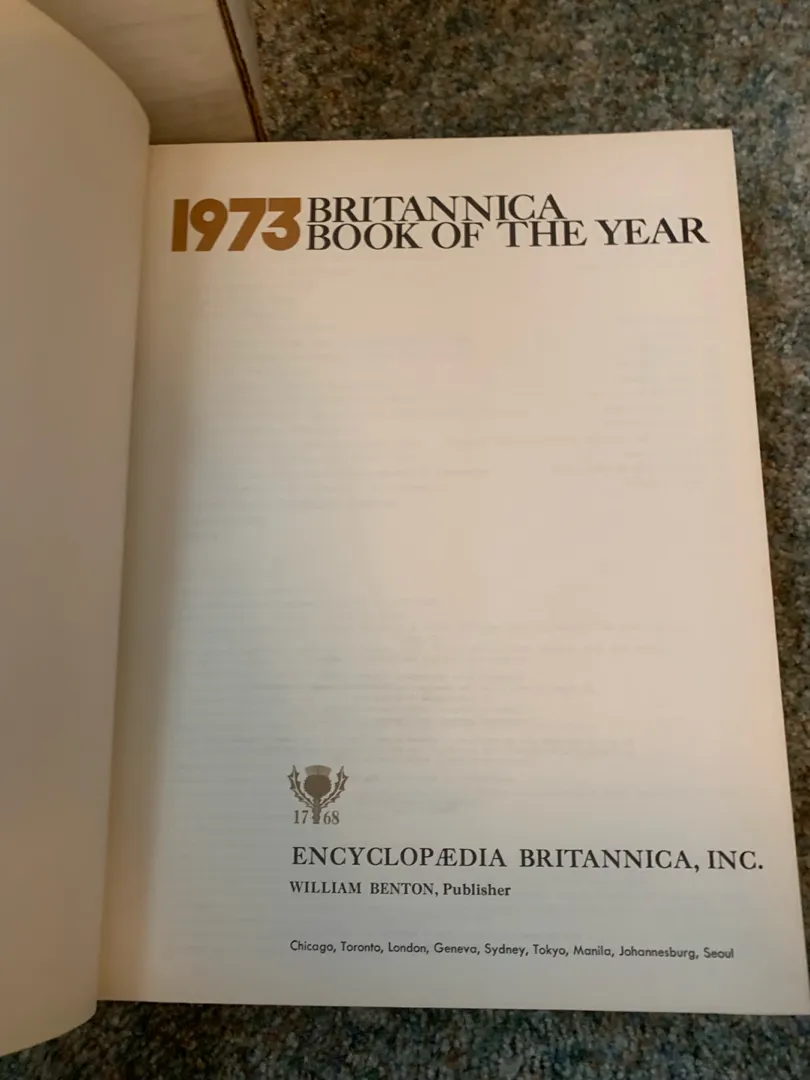 1973 BRITANNICA
BOOK OF THE YEAR
17 68
ENCYCLOPÆDIA BRITANNICA, INC.
WILLIAM BENTON, Publisher
Chicago, Toronto, London, Geneva, Sydney, Tokyo, Manila, Johannesburg, Seoul